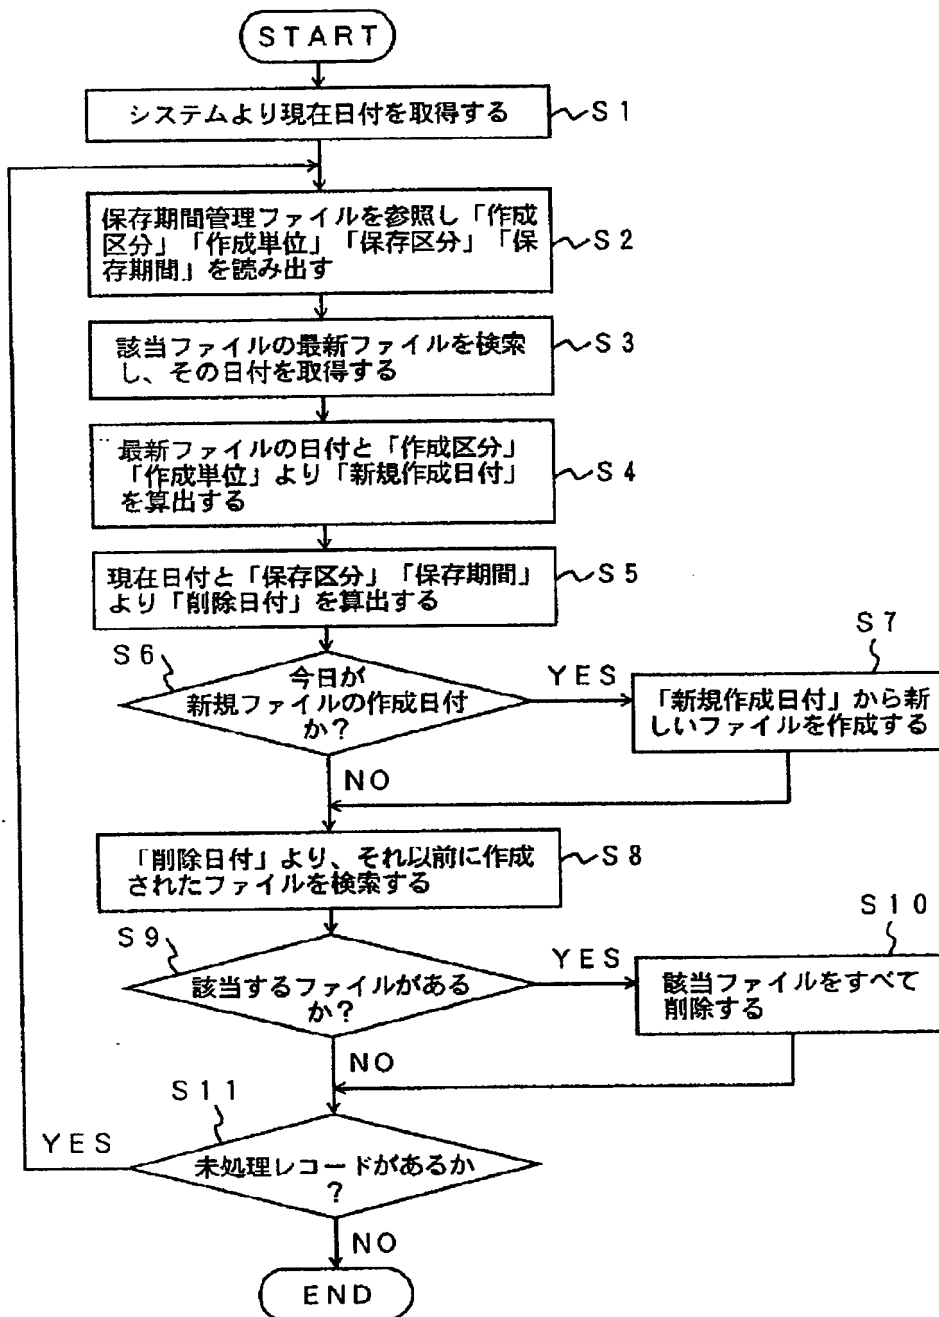 START
システムより現在日付を取得する
S1
保存期間管理ファイルを参照し「作成
区分」「作成単位」「保存区分」「保
存期間」を読み出す
S2
該当ファイルの最新ファイルを検索
し、その日付を取得する
S3
最新ファイルの日付と「作成区分」
「作成単位」より「新規作成日付」
を算出する
S4
現在日付と「保存区分」「保存期間」
より「削除日付」を算出する
S5
S6
今日が
新規ファイルの作成日付
か?
YES
S7
「新規作成日付」から新
しいファイルを作成する
NO
「削除日付」より、それ以前に作成
されたファイルを検索する
S8
S9
該当するファイルがある
か?
YES
S10
該当ファイルをすべて
削除する
NO
S11
YES
未処理レコードがあるか
?
NO
END